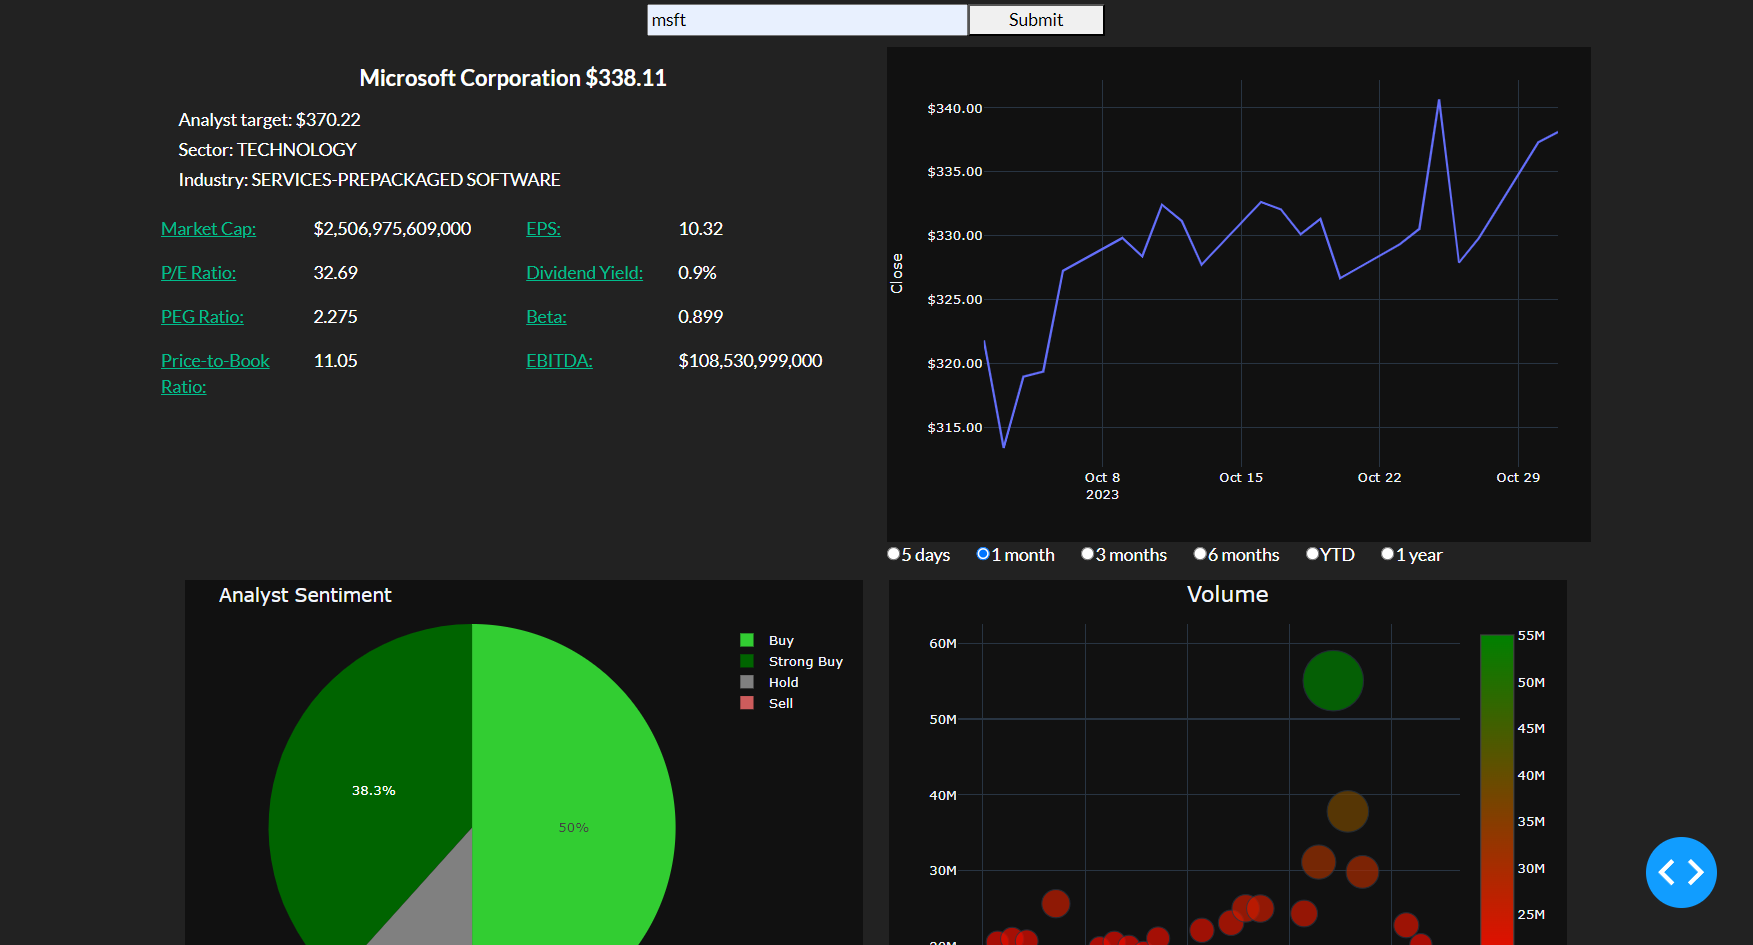 msft
Submit
Microsoft Corporation $338.11
Analyst target: $370.22
Sector: TECHNOLOGY
Industry: SERVICES-PREPACKAGED SOFTWARE
Market Cap: $2,506,975,609,000 EPS: 10.32
P/E Ratio: 32.69 Dividend Yield: 0.9%
PEG Ratio: 2.275 Beta: 0.899
Price-to-Book 11.05 EBITDA: $108,530,999,000
Ratio:
Close
$340.00
$335.00
$330.00
$325.00
$320.00
$315.00
Oct 8 Oct 15 Oct 22 Oct 29
2023
5 days 1 month 3 months 6 months YTD 1 year
Analyst Sentiment
Buy
Strong Buy
Hold
Sell
38.3%
50%
Volume
60M
50M
40M
30M
55M
50M
45M
40M
35M
30M
25M